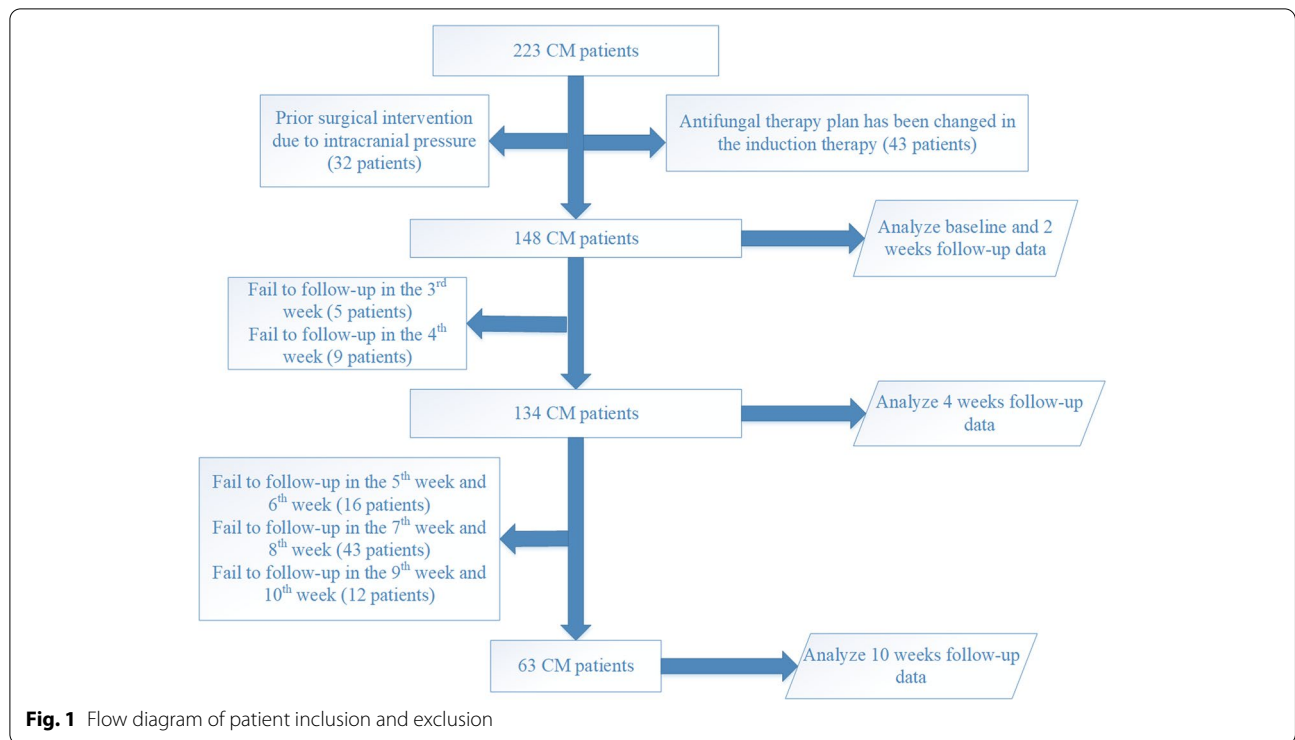 223 CM patients
Prior surgical intervention
due to intracranial pressure
(32 patients)
Antifungal therapy plan has been changed in
the induction therapy (43 patients)
148 CM patients
Analyze baseline and 2
weeks follow-up data
Fail to follow-up in the 3rd
week (5 patients)
Fail to follow-up in the 4th
week (9 patients)
134 CM patients
Analyze 4 weeks follow-up
data
Fail to follow-up in the 5th week and
6th week (16 patients)
Fail to follow-up in the 7th week and
8th week (43 patients)
Fail to follow-up in the 9th week and
10th week (12 patients)
63 CM patients
Analyze 10 weeks follow-up
data
Fig. 1 Flow diagram of patient inclusion and exclusion